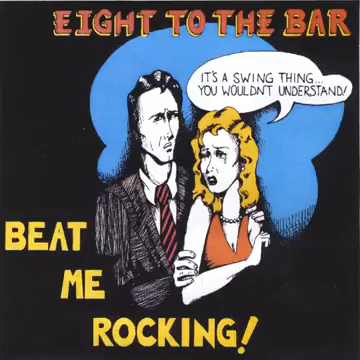 EIGHT TO THE BAR
IT'S A SWING THING...
YOU WOULDN'T UNDERSTAND!
BEAT
ME
ROCKING!